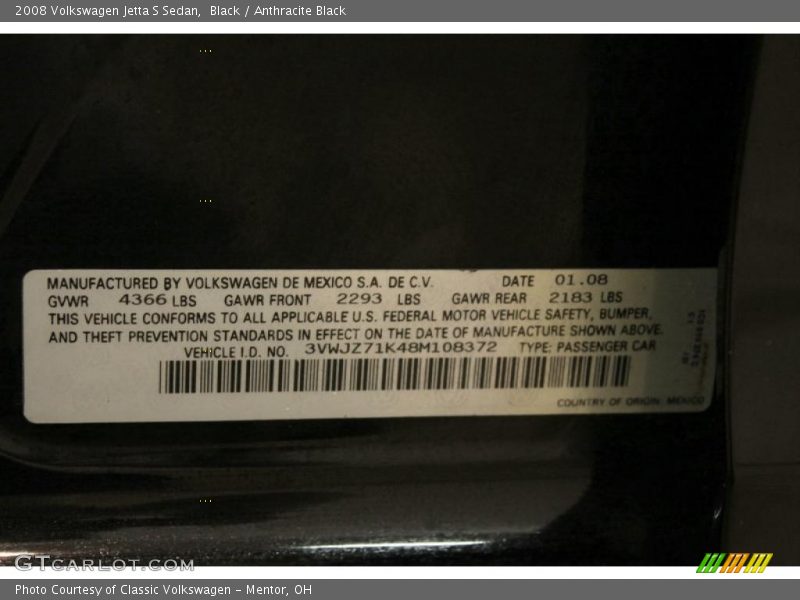 2008 Volkswagen Jetta S Sedan,  Black / Anthracite Black
MANUFACTURED BY VOLKSWAGEN DE MEXICO S.A. DE C.V. DATE 01.08
GVWR 4366 LBS GAWR FRONT 2293 LBS GAWR REAR 2183 LBS
THIS VEHICLE CONFORMS TO ALL APPLICABLE U.S. FEDERAL MOTOR VEHICLE SAFETY, BUMPER,
AND THEFT PREVENTION STANDARDS IN EFFECT ON THE DATE OF MANUFACTURE SHOWN ABOVE.
VEHICLE I.D. NO. 3VWJZ71K48M108372 TYPE: PASSENGER CAR
COUNTRY OF ORIGIN: MEXICO
GTCARLOT.COM
Photo Courtesy of Classic Volkswagen - Mentor, OH